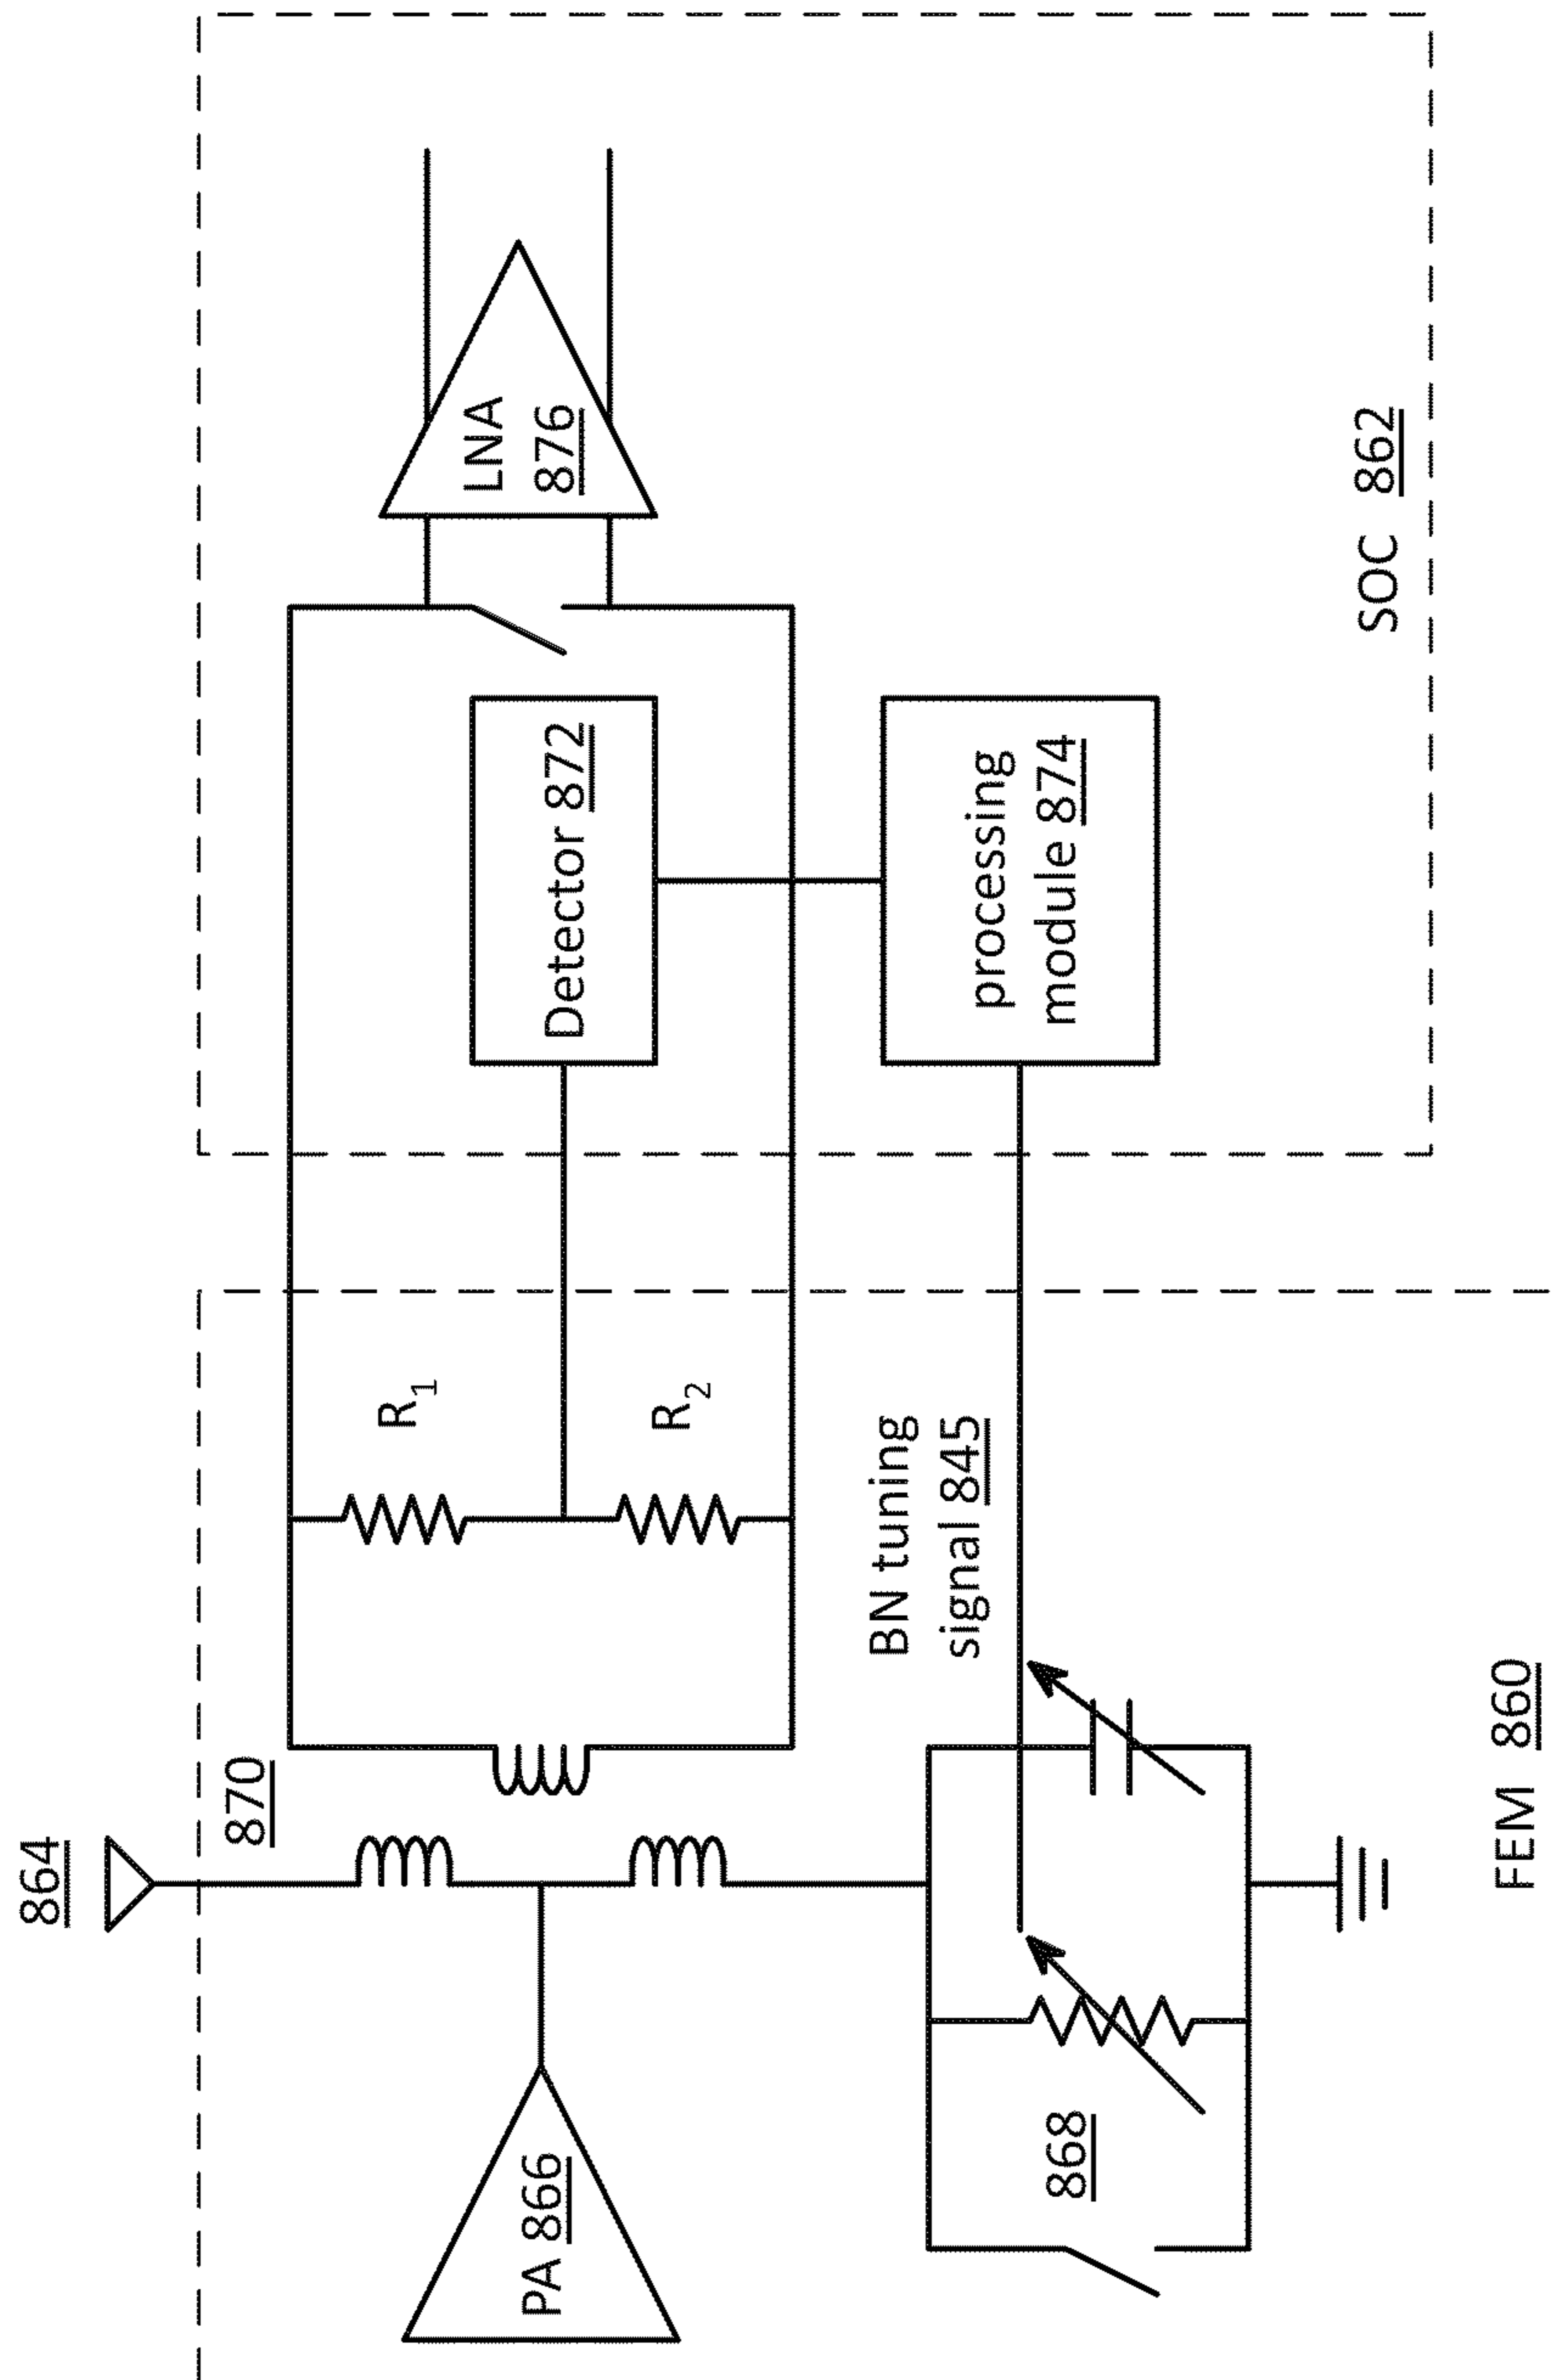 864
870
PA 866
868
FEM 860
R1
R2
BN tuning
signal 845
Detector 872
processing
module 874
LNA
876
SOC 862